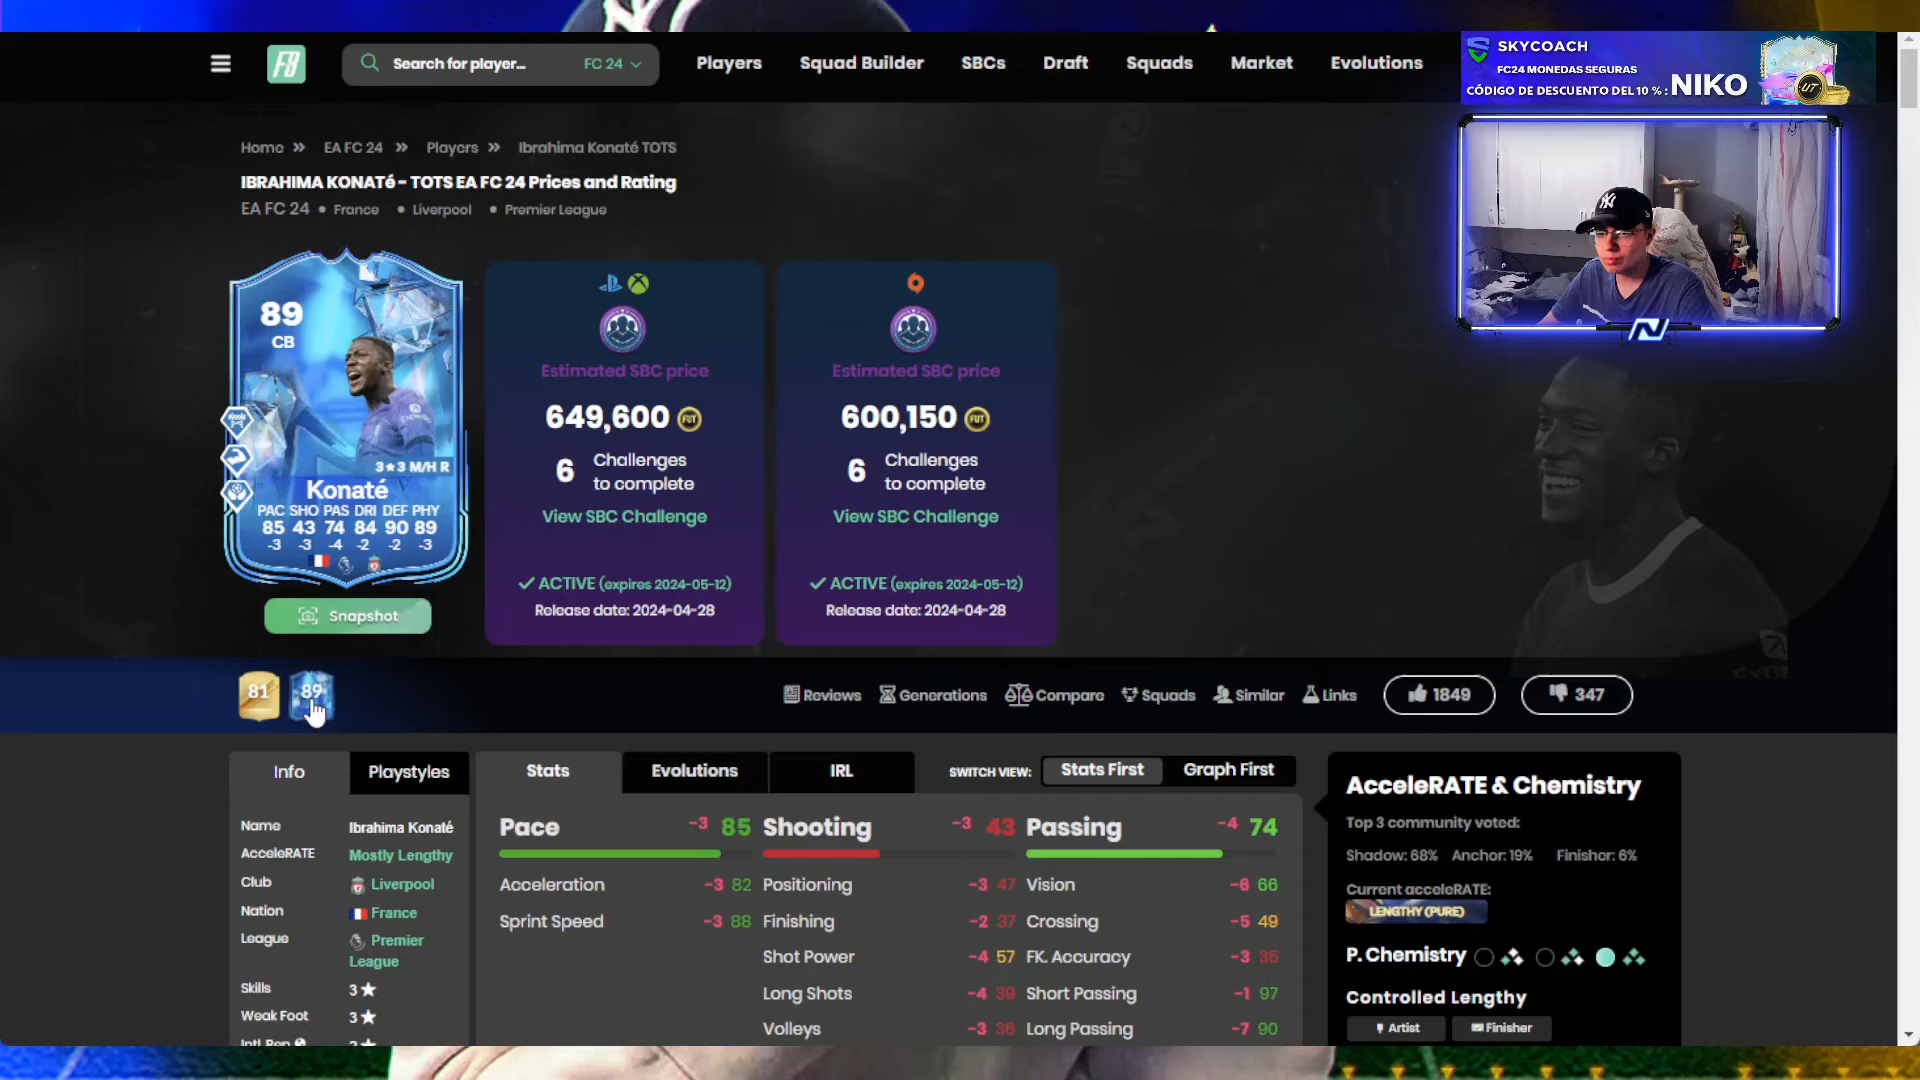 Search for player...
FC 24
Players
Squad Builder
SBCs
Draft
Squads
Market
Evolutions
SKYCOACH
FC24 MONEDAS SEGURAS
CÓDIGO DE DESCUENTO DEL 10 % : NIKO
UT
Home » EA FC 24 » Players » Ibrahima Konaté TOTS
IBRAHIMA KONATé - TOTS EA FC 24 Prices and Rating
EA FC 24 • France • Liverpool • Premier League
89
CB
3★3 M/H R
Konaté
PAC SHO PAS DRI DEF PHY
85 43 74 84 90 89
-3 -3 -4 -2 -2 -3
Snapshot
Estimated SBC price
649,600 FUT
6 Challenges
to complete
View SBC Challenge
ACTIVE (expires 2024-05-12)
Release date: 2024-04-28
Estimated SBC price
600,150 FUT
6 Challenges
to complete
View SBC Challenge
ACTIVE (expires 2024-05-12)
Release date: 2024-04-28
81
89
Reviews
Generations
Compare
Squads
Similar
Links
1849
347
Info
Playstyles
Name Ibrahima Konaté
AcceleRATE Mostly Lengthy
Club Liverpool
Nation France
League Premier
League
Skills 3 ★
Weak Foot 3 ★
Intl Rep
Stats
Evolutions
IRL
SWITCH VIEW:
Stats First
Graph First
Pace -3 85
Acceleration -3 82
Sprint Speed -3 88
Shooting -3 43
Positioning -3 47
Finishing -2 37
Shot Power -4 57
Long Shots -4 39
Volleys -3 36
Passing -4 74
Vision -6 66
Crossing -5 49
FK. Accuracy -3 35
Short Passing -1 97
Long Passing -7 90
AcceleRATE & Chemistry
Top 3 community voted:
Shadow: 68% Anchor: 19% Finisher: 6%
Current acceleRATE:
LENGTHY (PURE)
P. Chemistry
Controlled Lengthy
Artist
Finisher